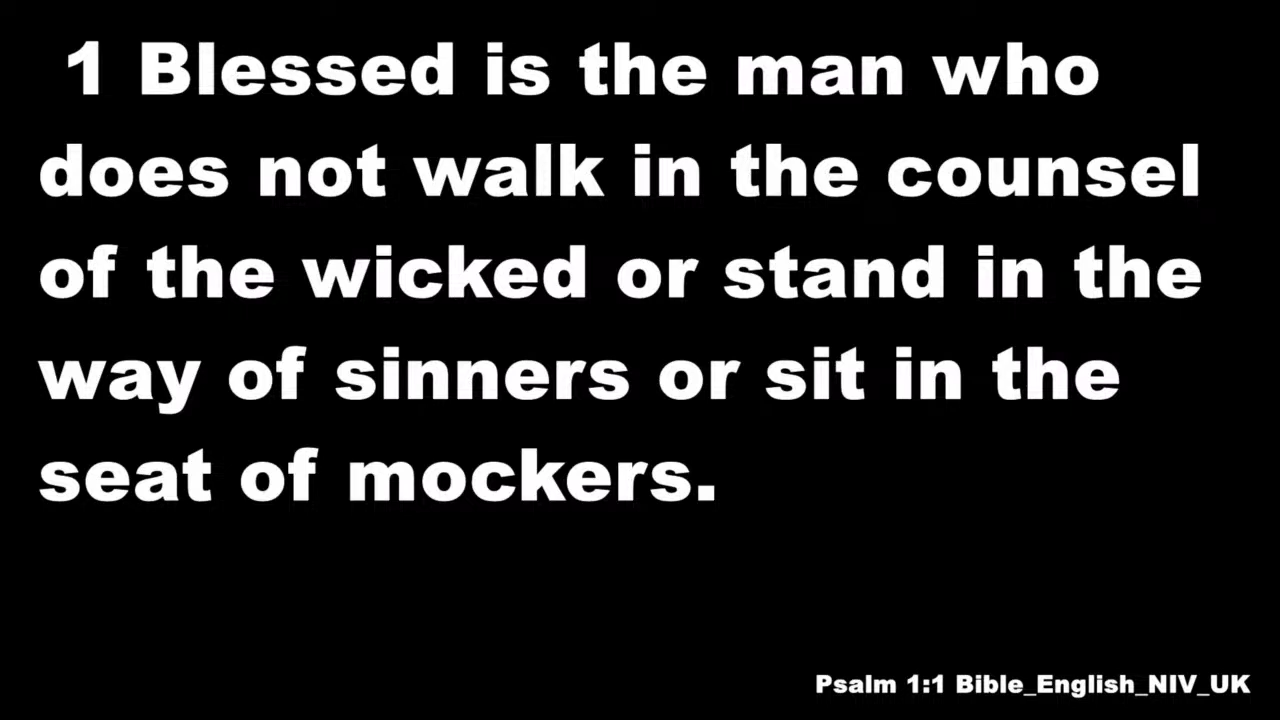 1 Blessed is the man who
does not walk in the counsel
of the wicked or stand in the
way of sinners or sit in the
seat of mockers.
Psalm 1:1 Bible_English_NIV_UK